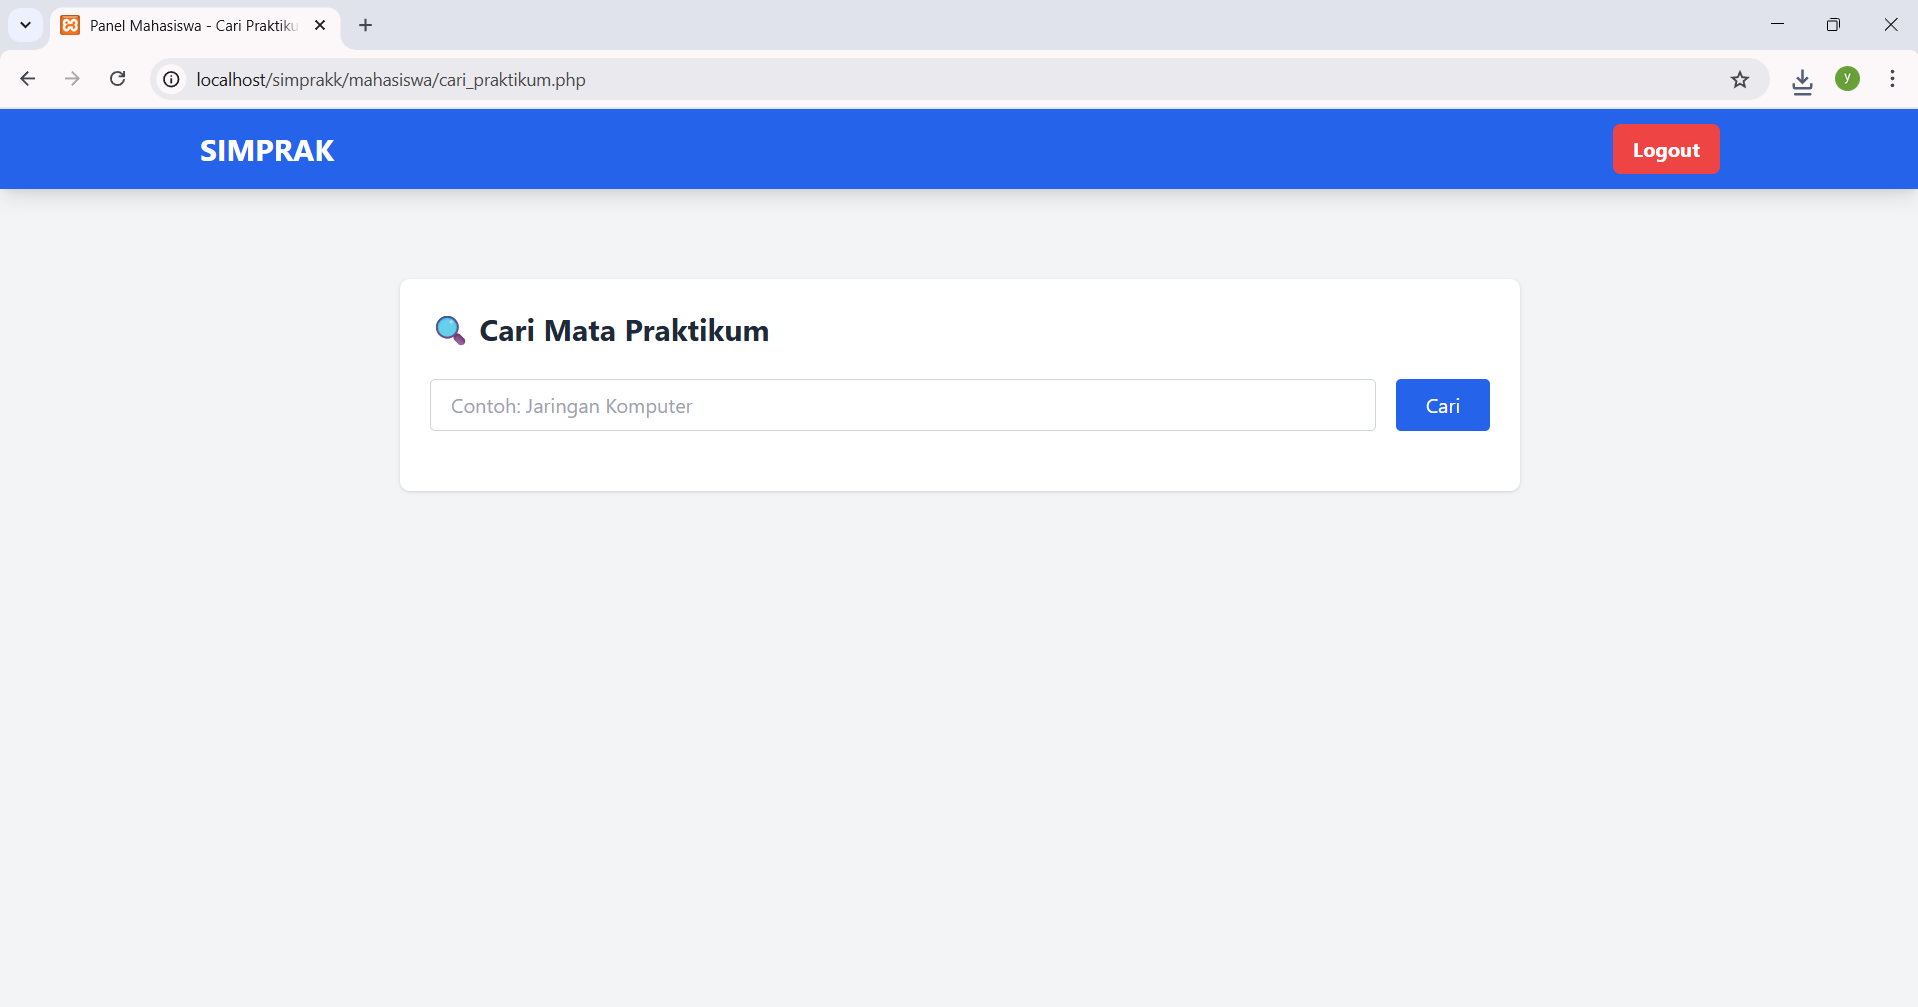 Panel Mahasiswa - Cari Praktiku
localhost/simprakk/mahasiswa/cari_praktikum.php
y
SIMPRAK
Logout
Cari Mata Praktikum
Contoh: Jaringan Komputer
Cari